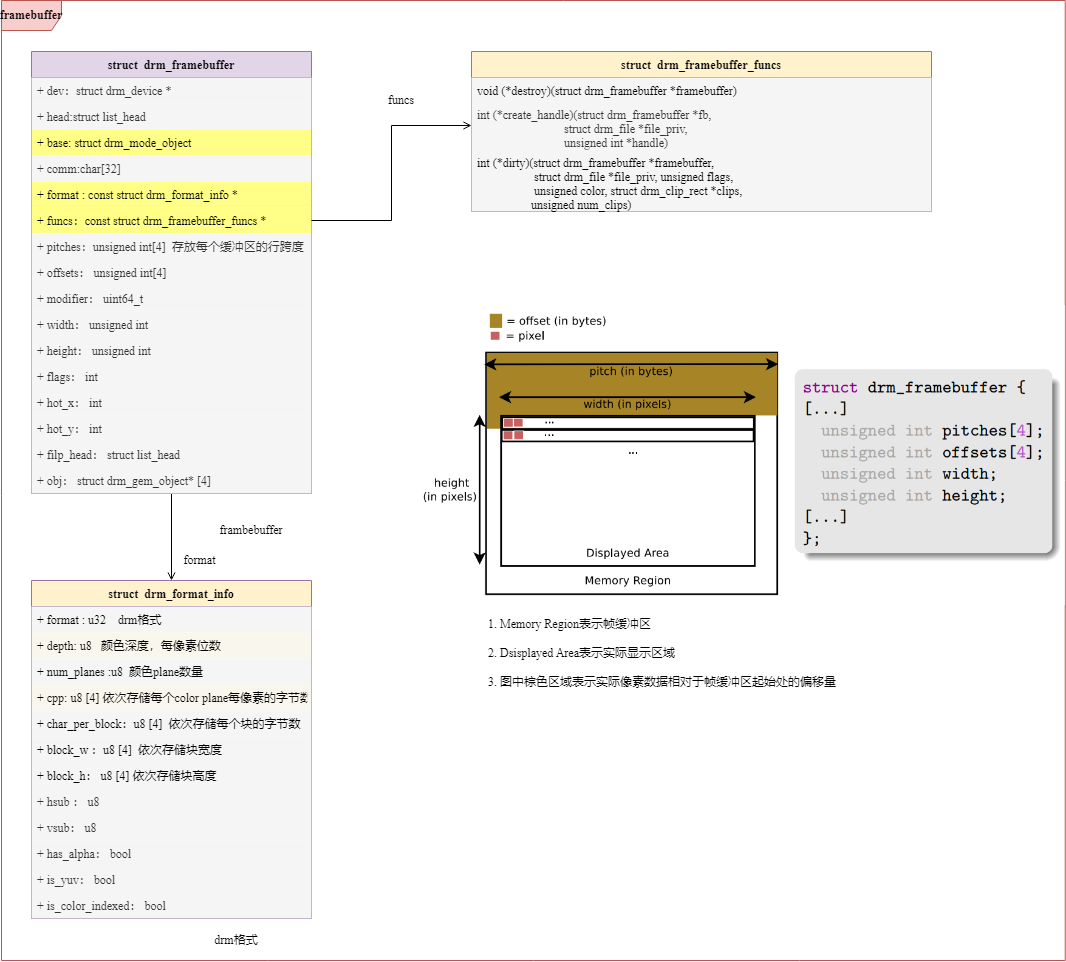 framebuffer
struct drm_framebuffer
+ dev： struct drm_device *
+ head:struct list_head
+ base: struct drm_mode_object
+ comm:char[32]
+ format : const struct drm_format_info *
+ funcs： const struct drm_framebuffer_funcs *
+ pitches： unsigned int[4] 存放每个缓冲区的行跨度
+ offsets： unsigned int[4]
+ modifier： uint64_t
+ width： unsigned int
+ height： unsigned int
+ flags： int
+ hot_x： int
+ hot_y： int
+ filp_head： struct list_head
+ obj： struct drm_gem_object* [4]
funcs
struct drm_framebuffer_funcs
void (*destroy)(struct drm_framebuffer *framebuffer)
int (*create_handle)(struct drm_framebuffer *fb,
struct drm_file *file_priv,
unsigned int *handle)
int (*dirty)(struct drm_framebuffer *framebuffer,
struct drm_file *file_priv, unsigned flags,
unsigned color, struct drm_clip_rect *clips,
unsigned num_clips)
frambebuffer
format
struct drm_format_info
+ format : u32 drm格式
+ depth: u8 颜色深度，每像素位数
+ num_planes :u8 颜色plane数量
+ cpp: u8 [4] 依次存储每个color plane每像素的字节数
+ char_per_block： u8 [4] 依次存储每个块的字节数
+ block_w ： u8 [4] 依次存储块宽度
+ block_h： u8 [4] 依次存储块高度
+ hsub ： u8
+ vsub： u8
+ has_alpha： bool
+ is_yuv： bool
+ is_color_indexed： bool
drm格式
= offset (in bytes)
= pixel
pitch (in bytes)
width (in pixels)
...
...
...
height
(in pixels)
Displayed Area
Memory Region
struct drm_framebuffer {
[...]
unsigned int pitches[4];
unsigned int offsets[4];
unsigned int width;
unsigned int height;
[...]
};
1. Memory Region表示帧缓冲区
2. Dsisplayed Area表示实际显示区域
3. 图中棕色区域表示实际像素数据相对于帧缓冲区起始处的偏移量